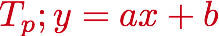 T_p; y = ax + b